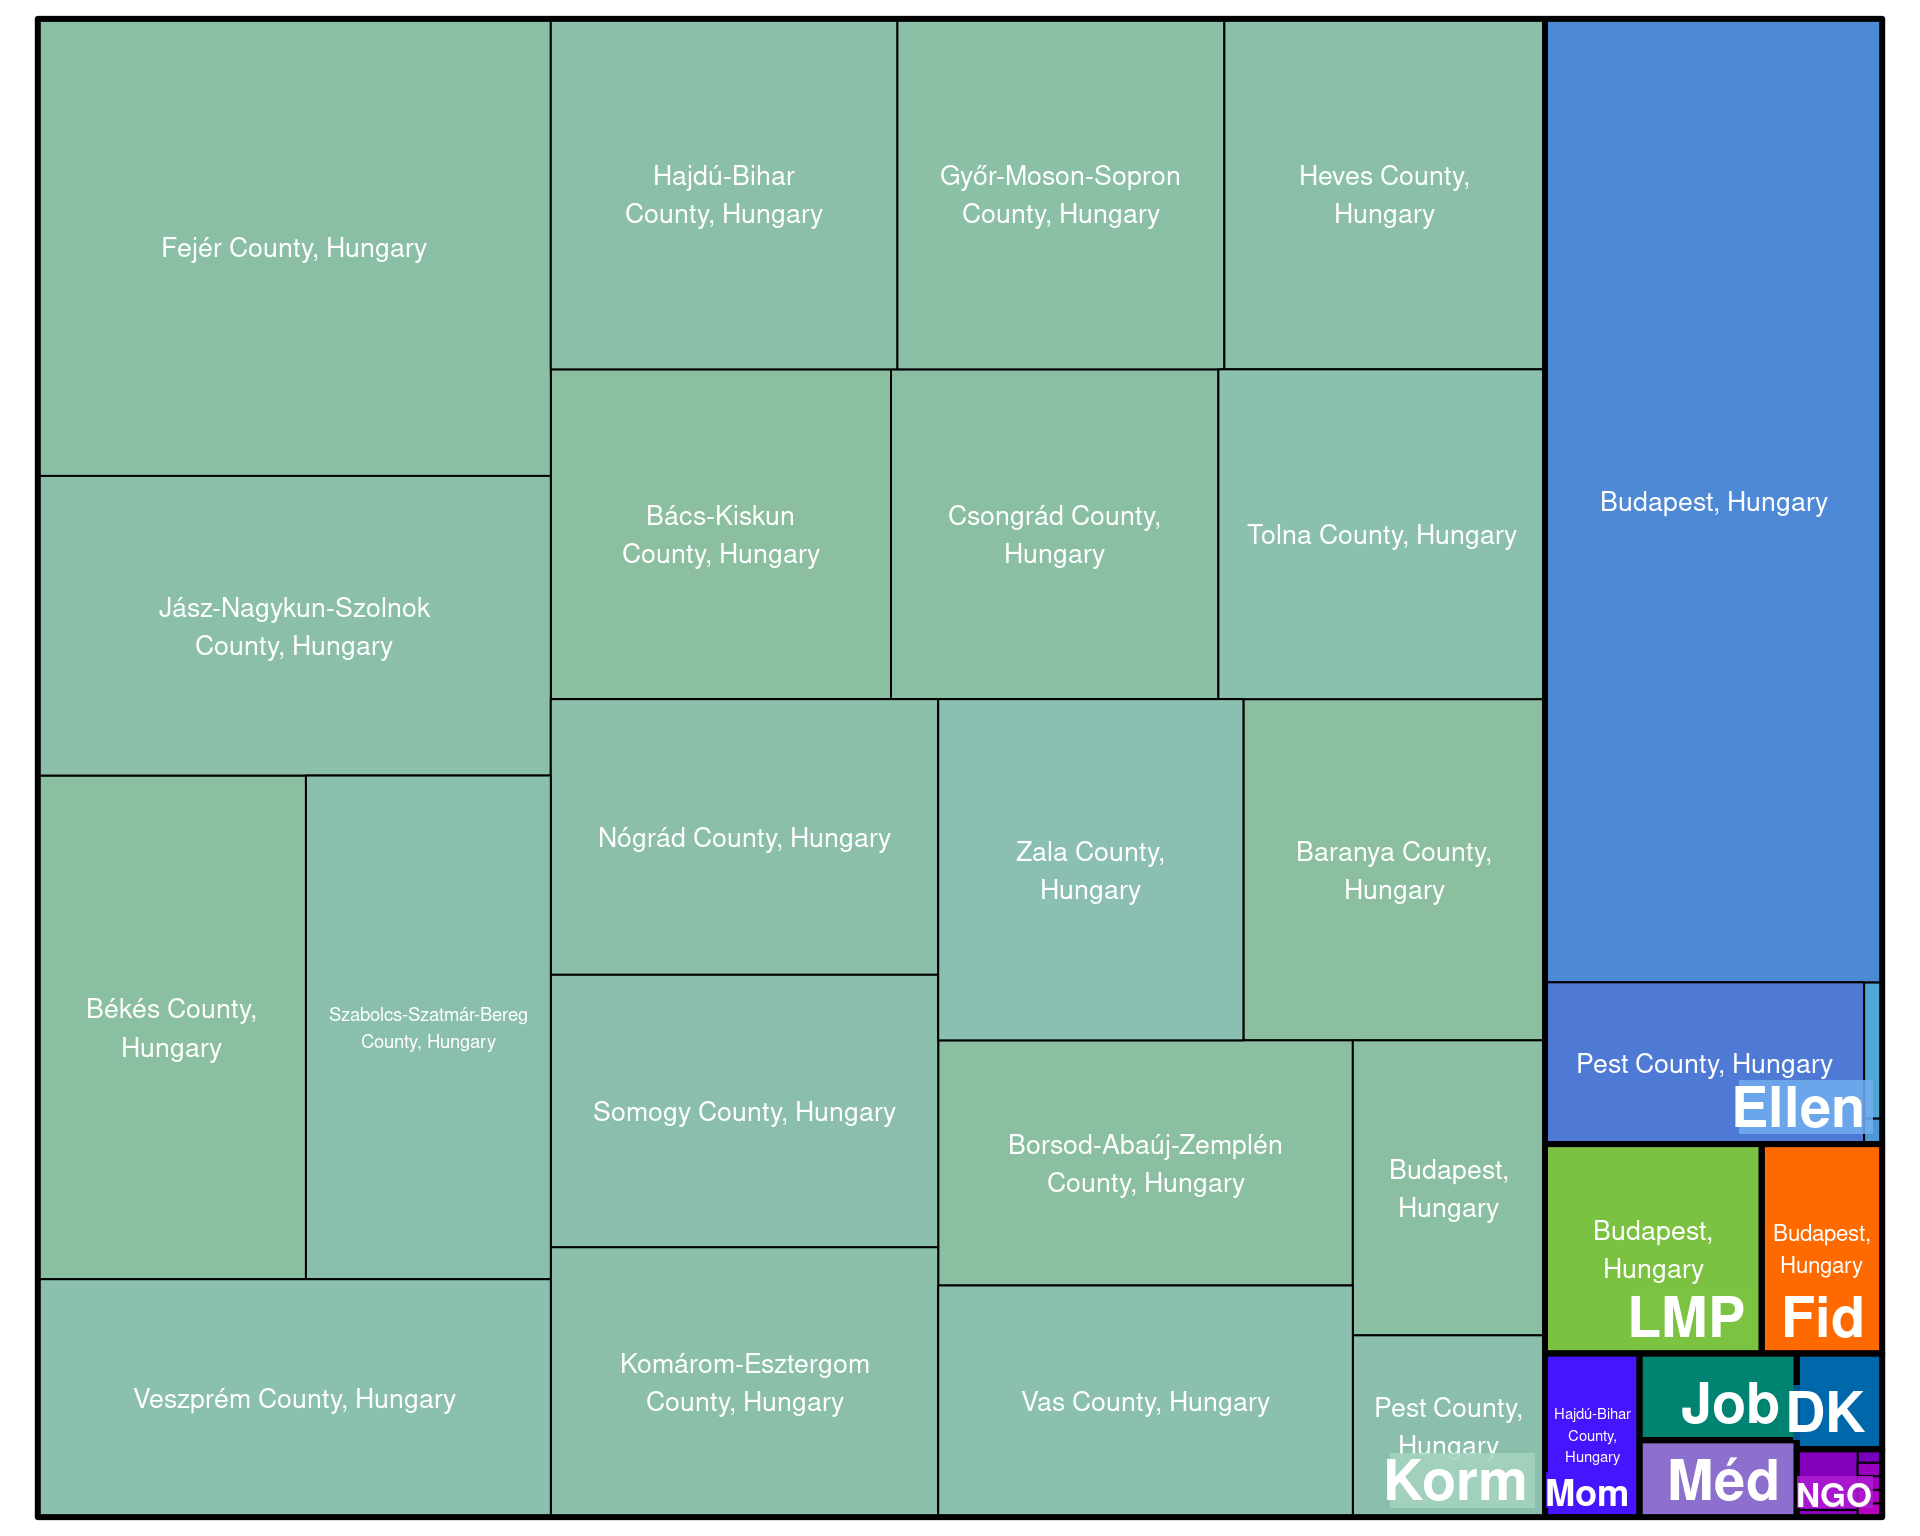 Fejér County, Hungary
Hajdú-Bihar
County, Hungary
Győr-Moson-Sopron
County, Hungary
Heves County,
Hungary
Budapest, Hungary
Jász-Nagykun-Szolnok
County, Hungary
Bács-Kiskun
County, Hungary
Csongrád County,
Hungary
Tolna County, Hungary
Békés County,
Hungary
Szabolcs-Szatmár-Bereg
County, Hungary
Nógrád County, Hungary
Zala County,
Hungary
Baranya County,
Hungary
Somogy County, Hungary
Borsod-Abaúj-Zemplén
County, Hungary
Budapest,
Hungary
Veszprém County, Hungary
Komárom-Esztergom
County, Hungary
Vas County, Hungary
Pest County,
Hungary
Korm
Pest County, Hungary
Ellen
Budapest,
Hungary
LMP
Budapest,
Hungary
Fid
Hajdú-Bihar
County,
Hungary
Mom
Job
DK
Méd
NGO